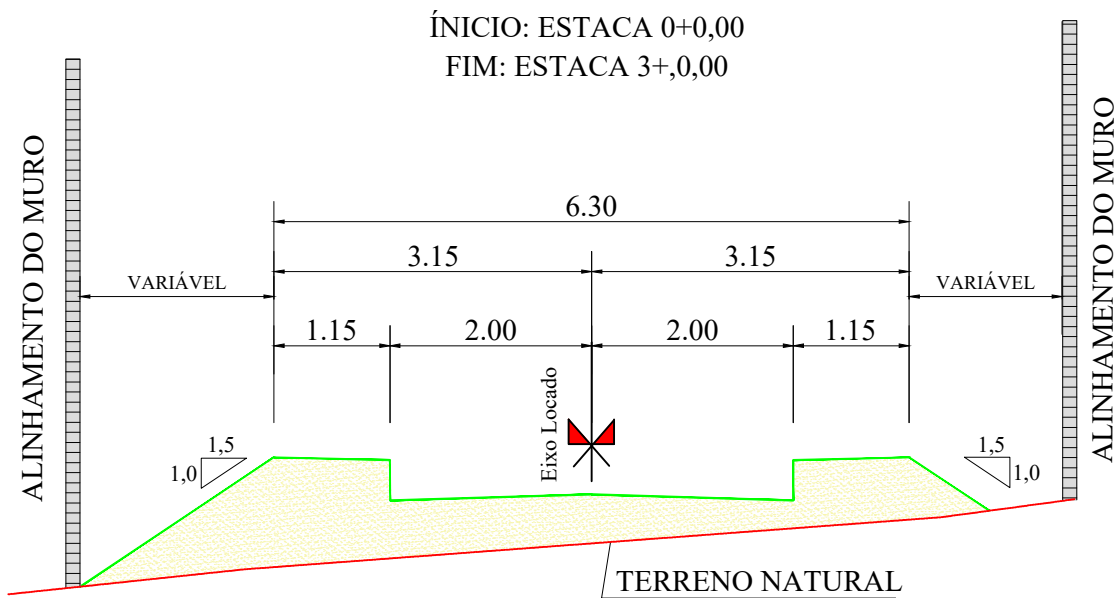 ÍNICIO: ESTACA 0+0,00
FIM: ESTACA 3+,0,00
ALINHAMENTO DO MURO
ALINHAMENTO DO MURO
6.30
3.15 3.15
VARIÁVEL VARIÁVEL
1.15 2.00 2.00 1.15
Eixo Locado
1,5
1,0
1,5
1,0
TERRENO NATURAL